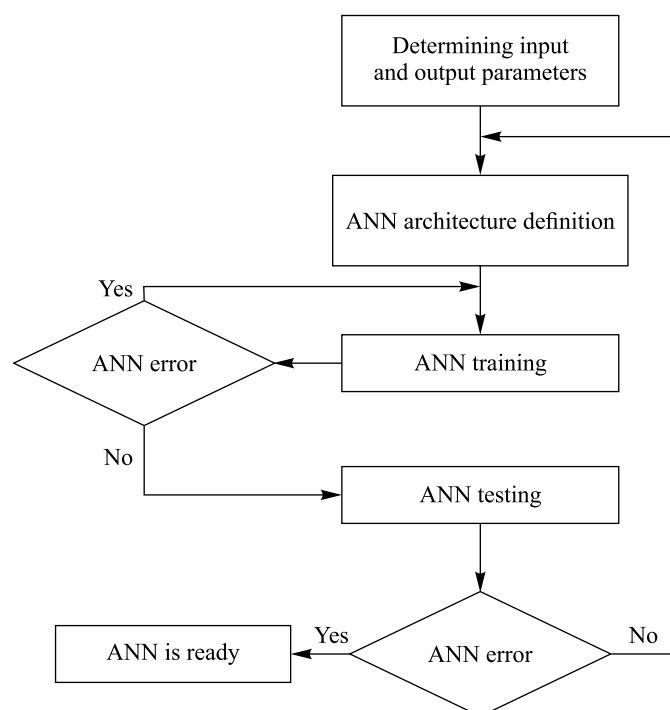 Determining input
and output parameters
ANN architecture definition
Yes
ANN error
ANN training
No
ANN testing
ANN is ready
Yes
ANN error
No